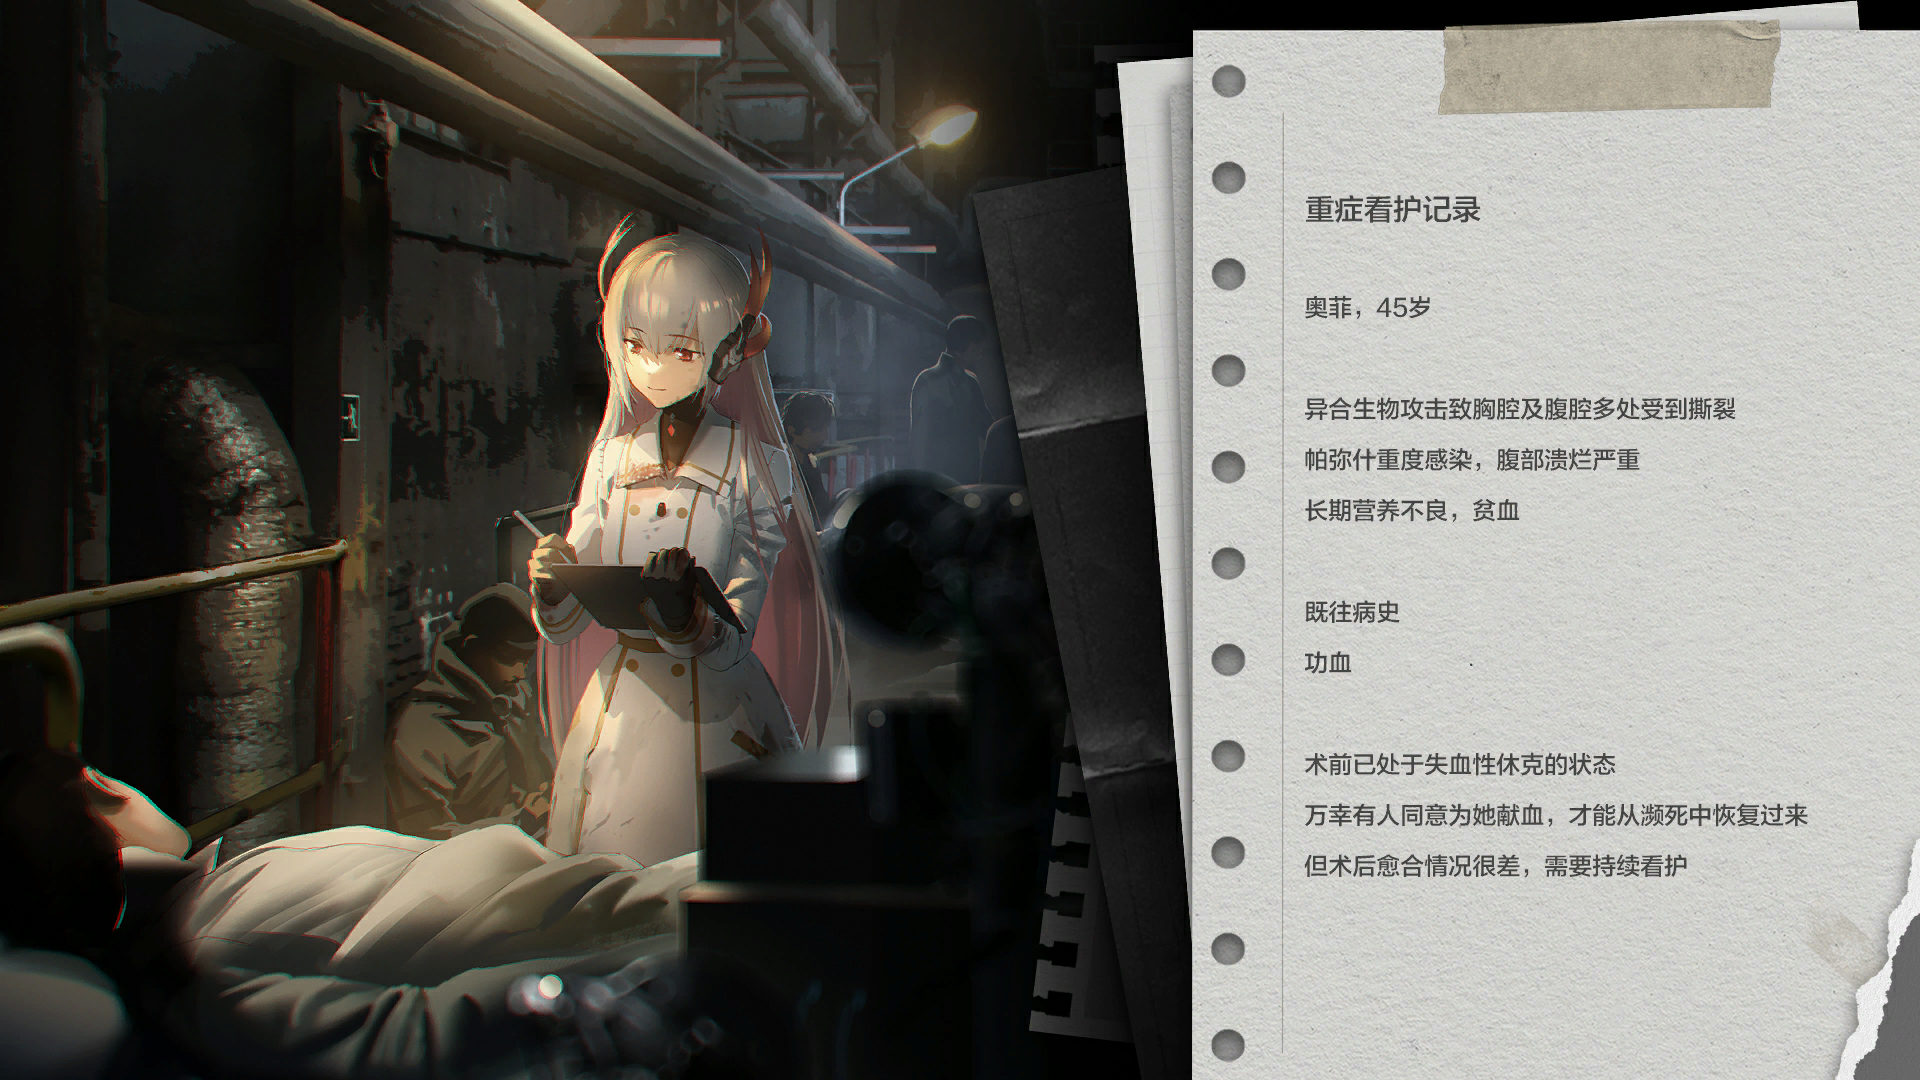 重症看护记录
奥菲，45岁
异合生物攻击致胸腔及腹腔多处受到撕裂
帕弥什重度感染，腹部溃烂严重
长期营养不良，贫血
既往病史
功血
术前已处于失血性休克的状态
万幸有人同意为她献血，才能从濒死中恢复过来
但术后愈合情况很差，需要持续看护